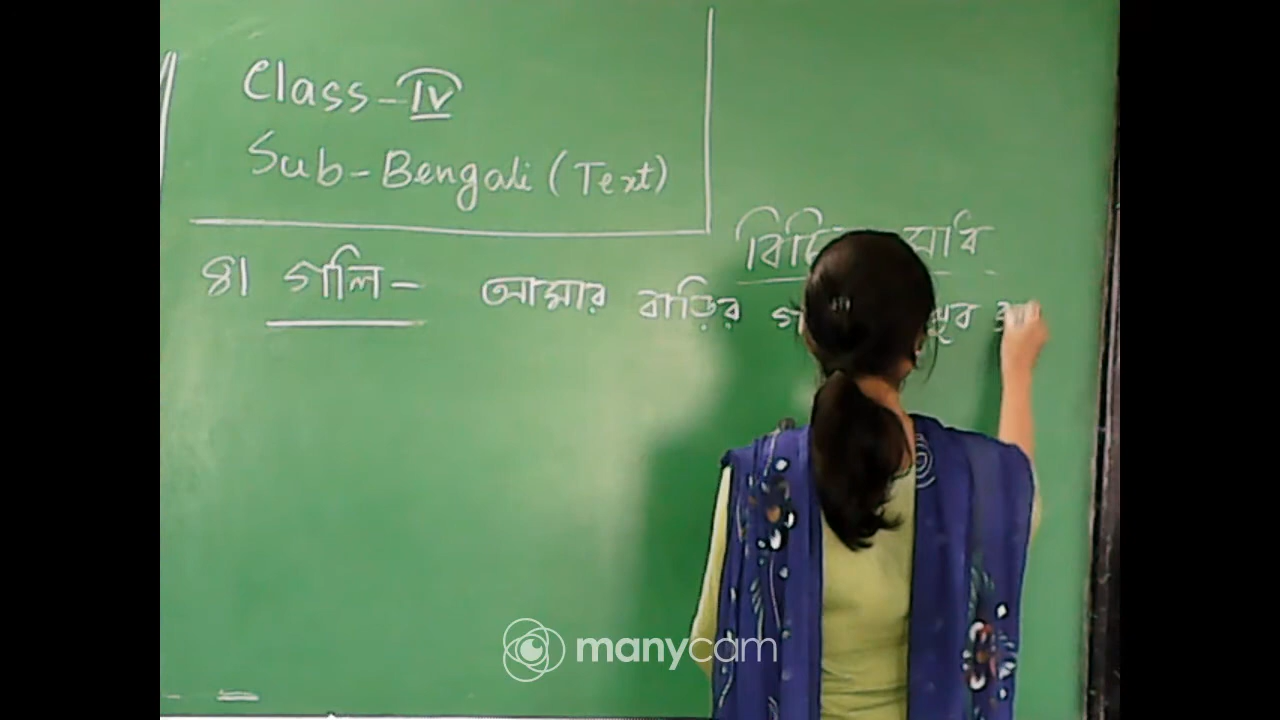 Class-IV
Sub-Bengali (Text)
৪। গলি- আমার বাড়ির খুব
manycam